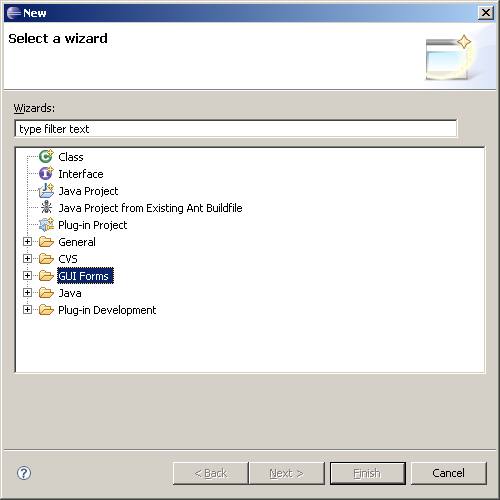 New
Select a wizard
Wizards:
type filter text
Class
Interface
Java Project
Java Project from Existing Ant Buildfile
Plug-in Project
General
CVS
GUI Forms
Java
Plug-in Development
< Back
Next >
Finish
Cancel